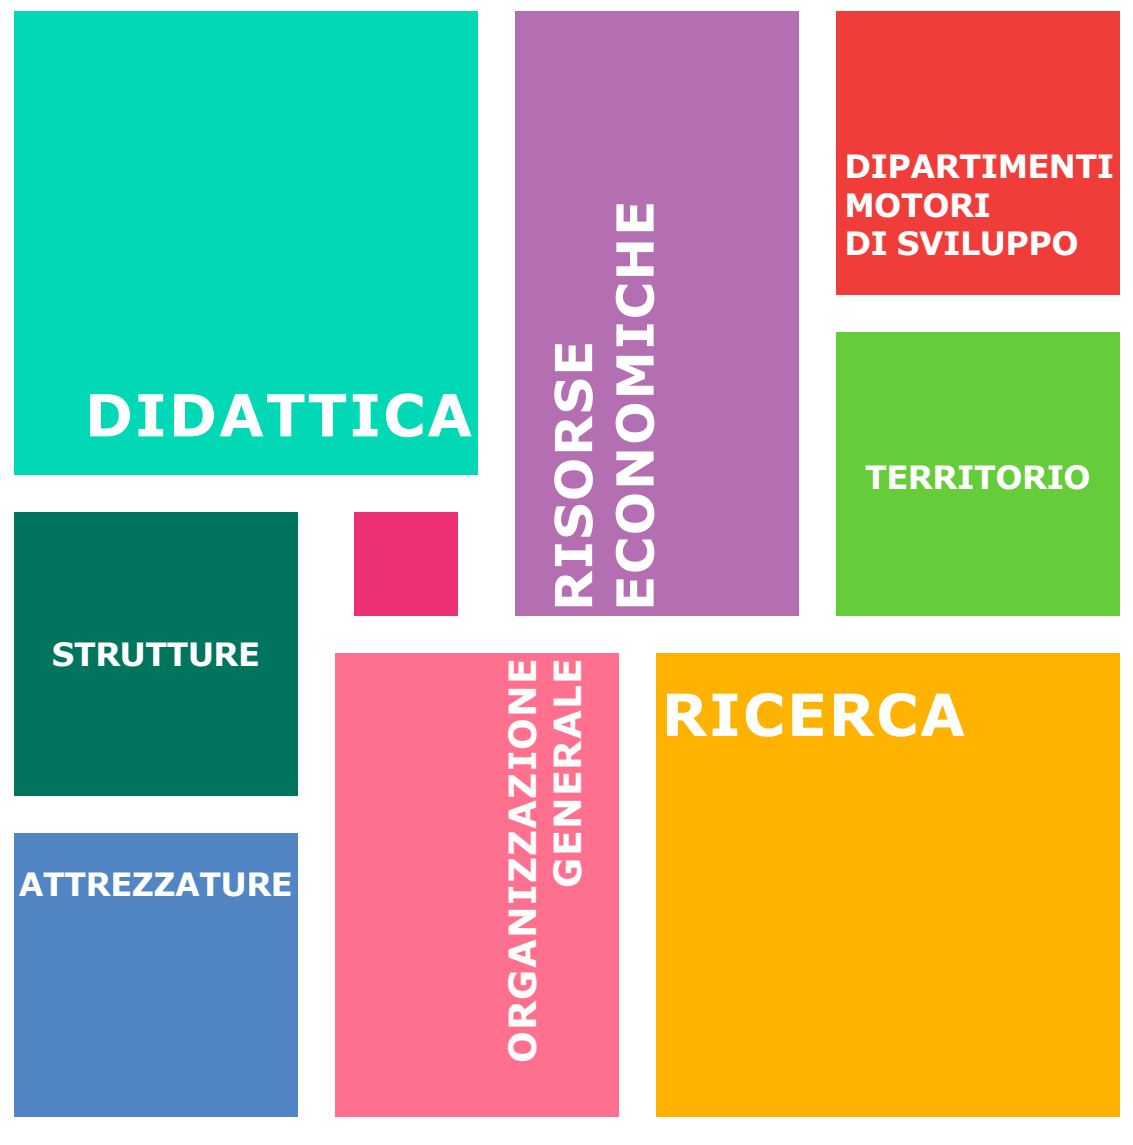 DIDATTICA
RISORSE
ECONOMICHE
DIPARTIMENTI
MOTORI
DI SVILUPPO
TERRITORIO
STRUTTURE
ATTREZZATURE
ORGANIZZAZIONE
GENERALE
RICERCA